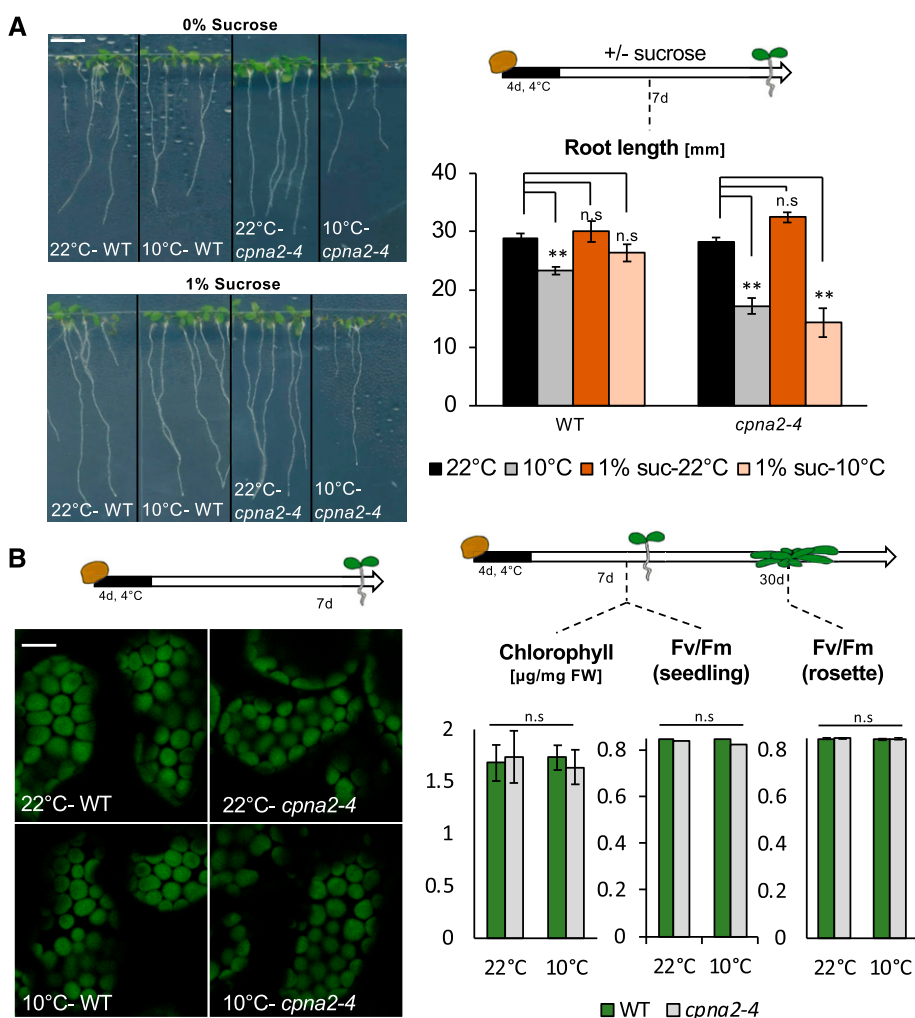 A
0% Sucrose
22°C- WT
10°C- WT
22°C-
cpna2-4
10°C-
cpna2-4
1% Sucrose
22°C- WT
10°C- WT
22°C-
cpna2-4
10°C-
cpna2-4
+/- sucrose
4d, 4°C
7d
Root length [mm]
40
30
20
10
0
**
n.s
n.s
**
n.s
**
WT
cpna2-4
22°C 10°C 1% suc-22°C 1% suc-10°C
B
4d, 4°C
7d
22°C- WT
22°C- cpna2-4
10°C- WT
10°C- cpna2-4
4d, 4°C
7d
30d
Chlorophyll
[µg/mg FW]
n.s
2
1.5
1
0.5
0
22°C 10°C
Fv/Fm
(seedling)
n.s
0.8
0.6
0.4
0.2
0
22°C 10°C
Fv/Fm
(rosette)
n.s
0.8
0.6
0.4
0.2
0
22°C 10°C
WT cpna2-4